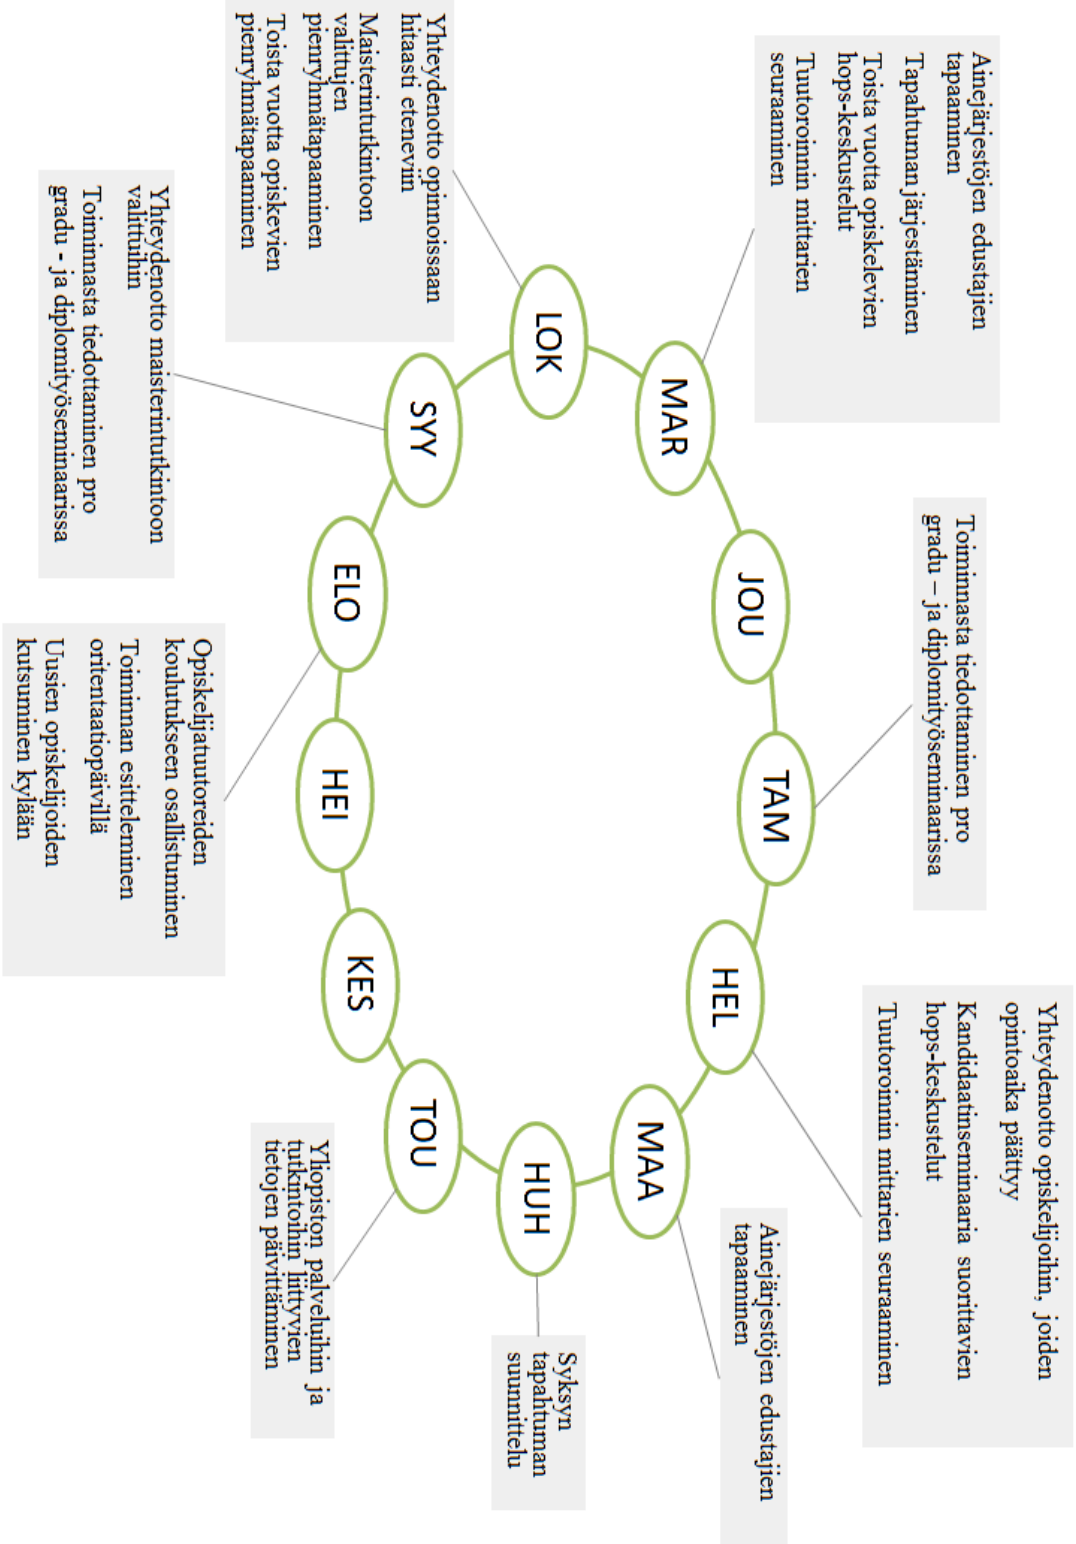 Ainejärjestöjen edustajien
tapaaminen
Tapahtuman järjestäminen
Toista vuotta opiskelevien
hops-keskustelut
Tuutoroinnin mittarien
seuraaminen
Toiminnasta tiedottaminen pro
gradu – ja diplomityöseminaarissa
Yhteydenotto opiskelijoihin, joiden
opintoaika päättyy
Kandidaatinseminaaria suorittavien
hops-keskustelut
Tuutoroinnin mittarien seuraaminen
Ainejärjestöjen edustajien
tapaaminen
TAM
JOU
HEL
MAR
MAA
LOK
HUH
SYY
TOU
ELO
KES
HEI
Syksyn
tapahtuman
suunnittelu
Yhteydenotto opinnoissaan
hitaasti eteneviin
Maisterintutkintoon
valittujen
pienryhmätapaaminen
Toista vuotta opiskevien
pienryhmätapaaminen
Yliopiston palveluihin ja
tutkintoihin liittyvien
tietojen päivittäminen
Yhteydenotto maisterintutkintoon
valittuihin
Toiminnasta tiedottaminen pro
gradu - ja diplomityöseminaarissa
Opiskelijatuutoreiden
koulutukseen osallistuminen
Toiminnan esitteleminen
oritentaatiopäivillä
Uusien opiskelijoiden
kutsuminen kylään